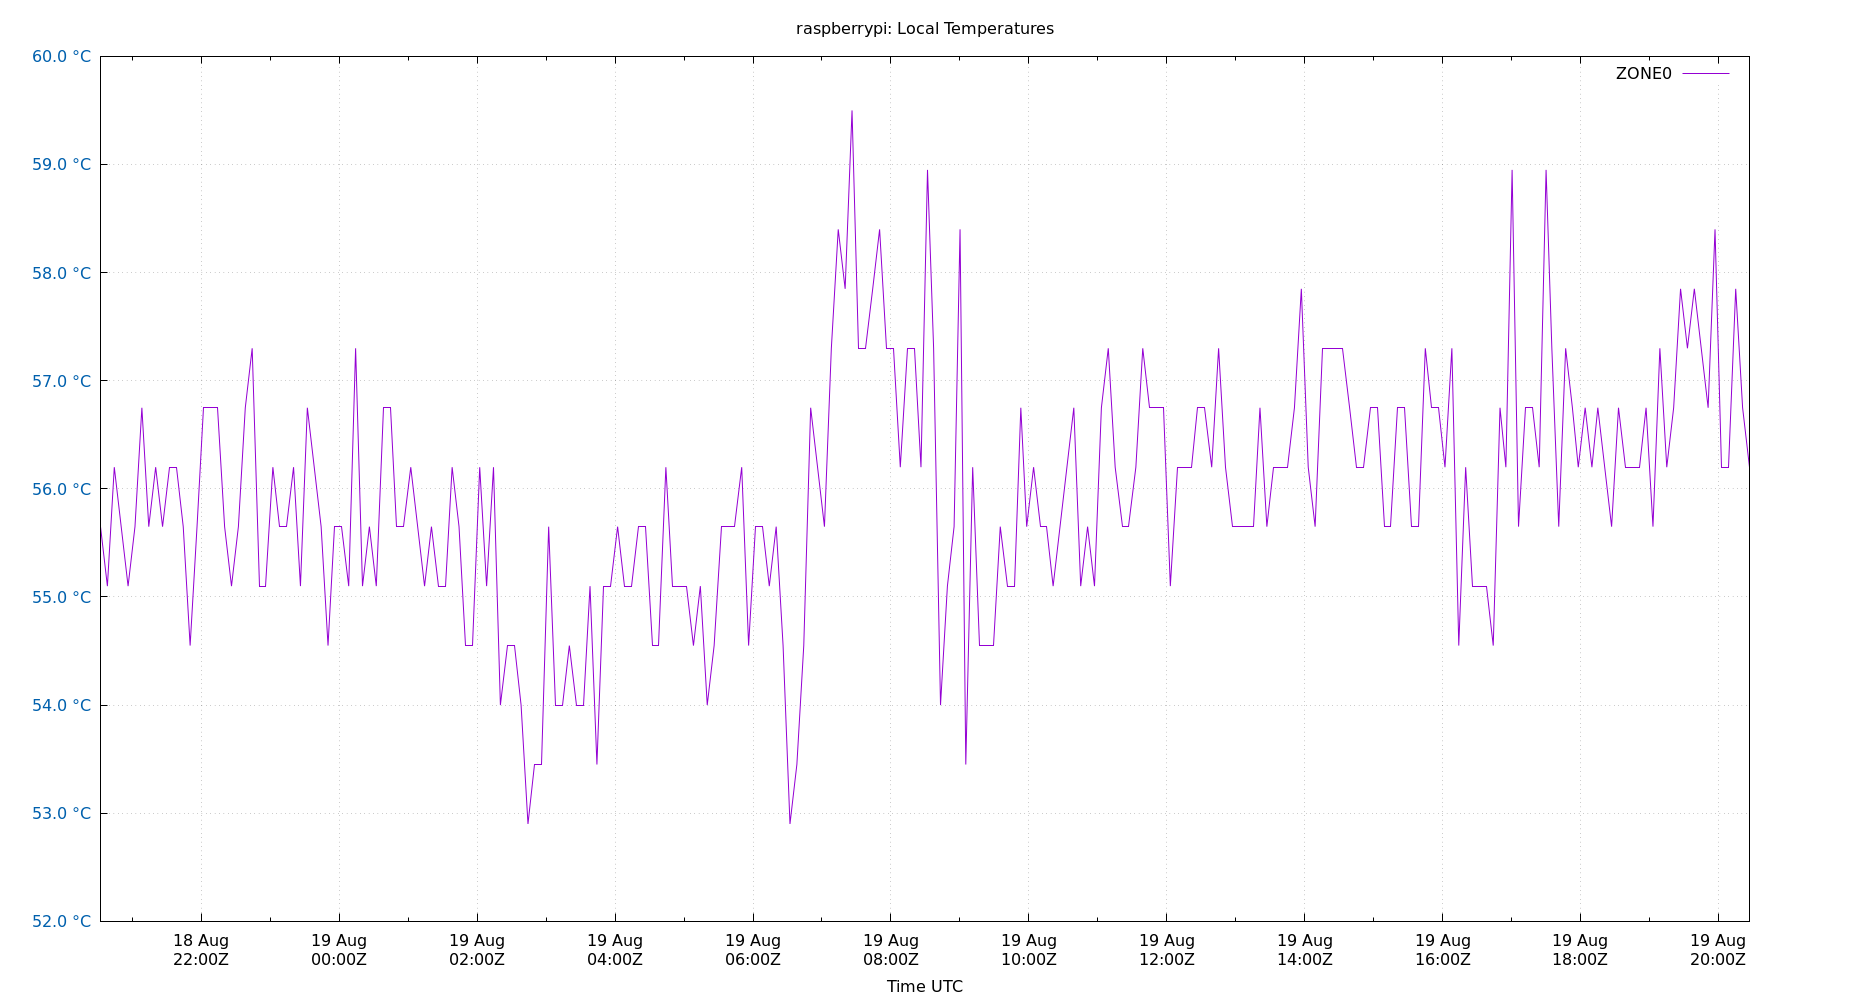 raspberrypi: Local Temperatures
60.0 °C
ZONE0
59.0 °C
58.0 °C
57.0 °C
56.0 °C
55.0 °C
54.0 °C
53.0 °C
52.0 °C
18 Aug 19 Aug 19 Aug 19 Aug 19 Aug 19 Aug 19 Aug 19 Aug 19 Aug 19 Aug 19 Aug 19 Aug
22:00Z 00:00Z 02:00Z 04:00Z 06:00Z 08:00Z 10:00Z 12:00Z 14:00Z 16:00Z 18:00Z 20:00Z
Time UTC